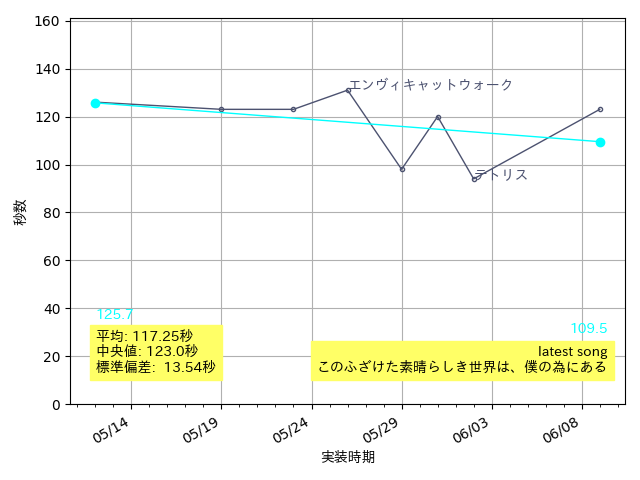 160
140
120
100
80
60
40
20
0
秒数
エンヴィキャットウォーク
テトリス
125.7
109.5
平均: 117.25秒
中央値: 123.0秒
標準偏差: 13.54秒
latest song
このふざけた素晴らしき世界は、僕の為にある
05/14
05/19
05/24
05/29
06/03
06/08
実装時期